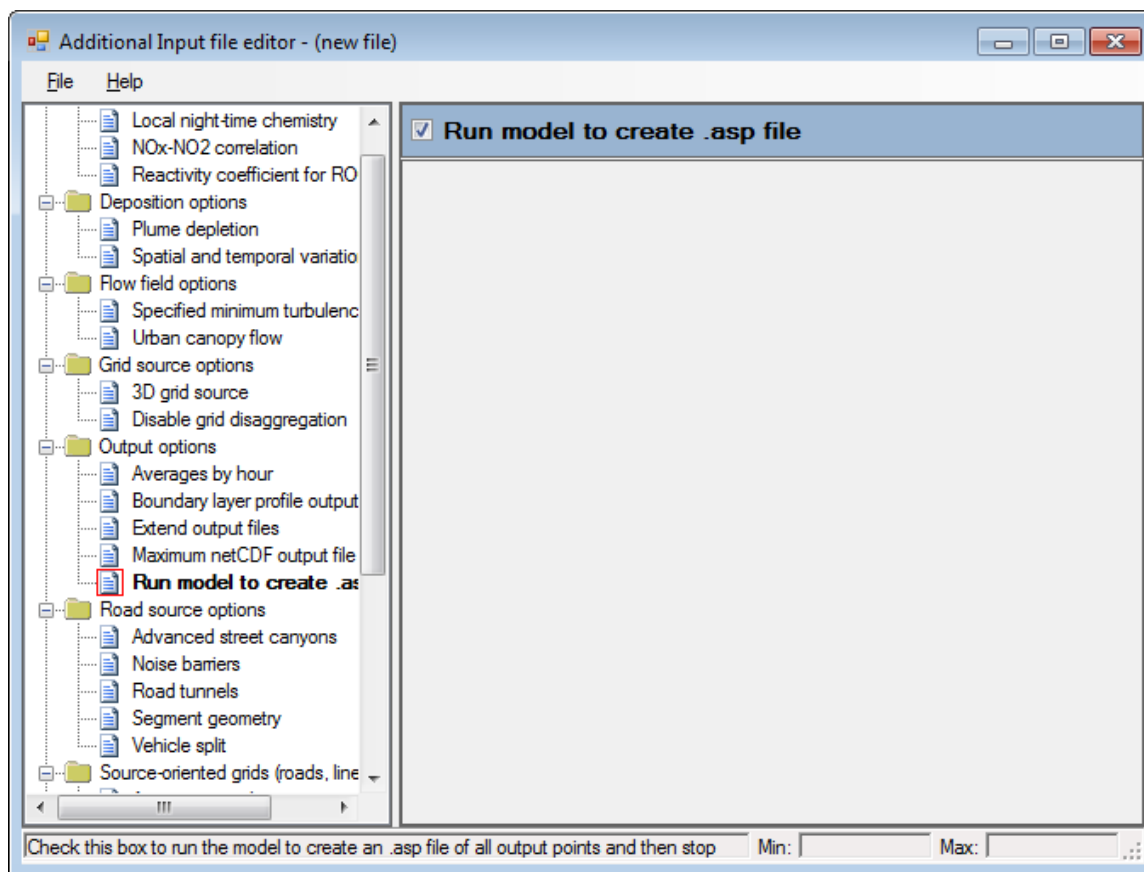 Additional Input file editor - (new file)
File Help
Local night-time chemistry
NOx-NO2 correlation
Reactivity coefficient for RO
Deposition options
Plume depletion
Spatial and temporal variatio
Flow field options
Specified minimum turbulenc
Urban canopy flow
Grid source options
3D grid source
Disable grid disaggregation
Output options
Averages by hour
Boundary layer profile output
Extend output files
Maximum netCDF output file
Run model to create .as
Road source options
Advanced street canyons
Noise barriers
Road tunnels
Segment geometry
Vehicle split
Source-oriented grids (roads, line
Run model to create .asp file
Check this box to run the model to create an .asp file of all output points and then stop Min: Max: